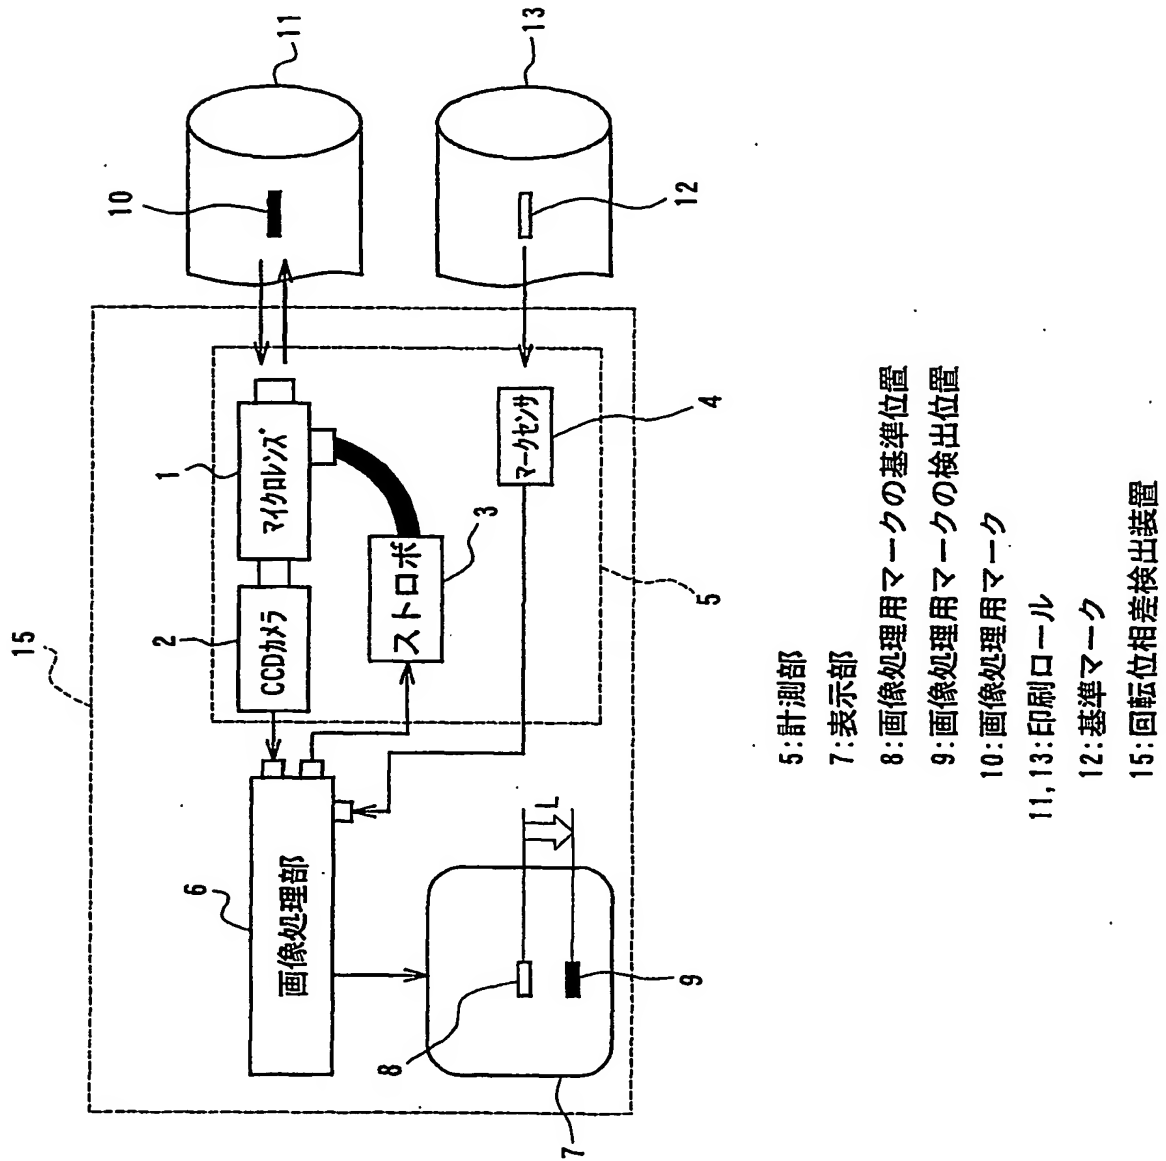 15
11
13
10
12
1
マイクロレンズ
2
CCDカメラ
ストロボ
3
マークセンサ
4
5
6
画像処理部
L
8
9
7
5:計測部
7:表示部
8:画像処理用マークの基準位置
9:画像処理用マークの検出位置
10:画像処理用マーク
11,13:印刷ロール
12:基準マーク
15:回転位相差検出装置